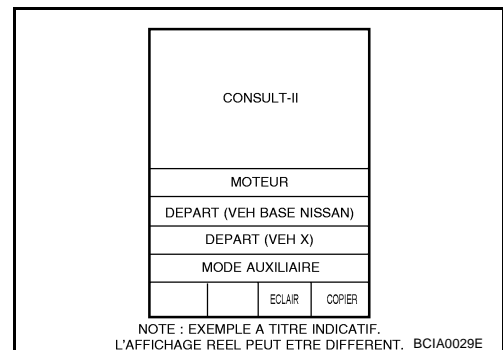 CONSULT-II
MOTEUR
DEPART (VEH BASE NISSAN)
DEPART (VEH X)
MODE AUXILIAIRE
ECLAIR COPIER
NOTE : EXEMPLE A TITRE INDICATIF.
L'AFFICHAGE REEL PEUT ETRE DIFFERENT. BCIA0029E